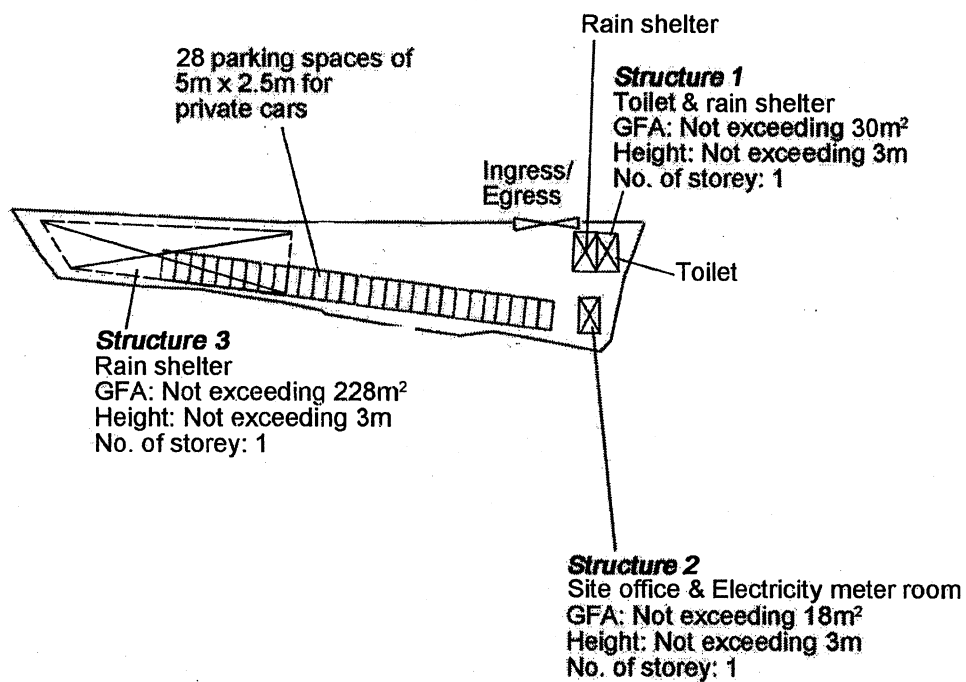 Rain shelter
28 parking spaces of
5m x 2.5m for
private cars
Structure 1
Toilet & rain shelter
GFA: Not exceeding 30m²
Height: Not exceeding 3m
No. of storey: 1
Ingress/
Egress
Toilet
Structure 3
Rain shelter
GFA: Not exceeding 228m²
Height: Not exceeding 3m
No. of storey: 1
Structure 2
Site office & Electricity meter room
GFA: Not exceeding 18m²
Height: Not exceeding 3m
No. of storey: 1